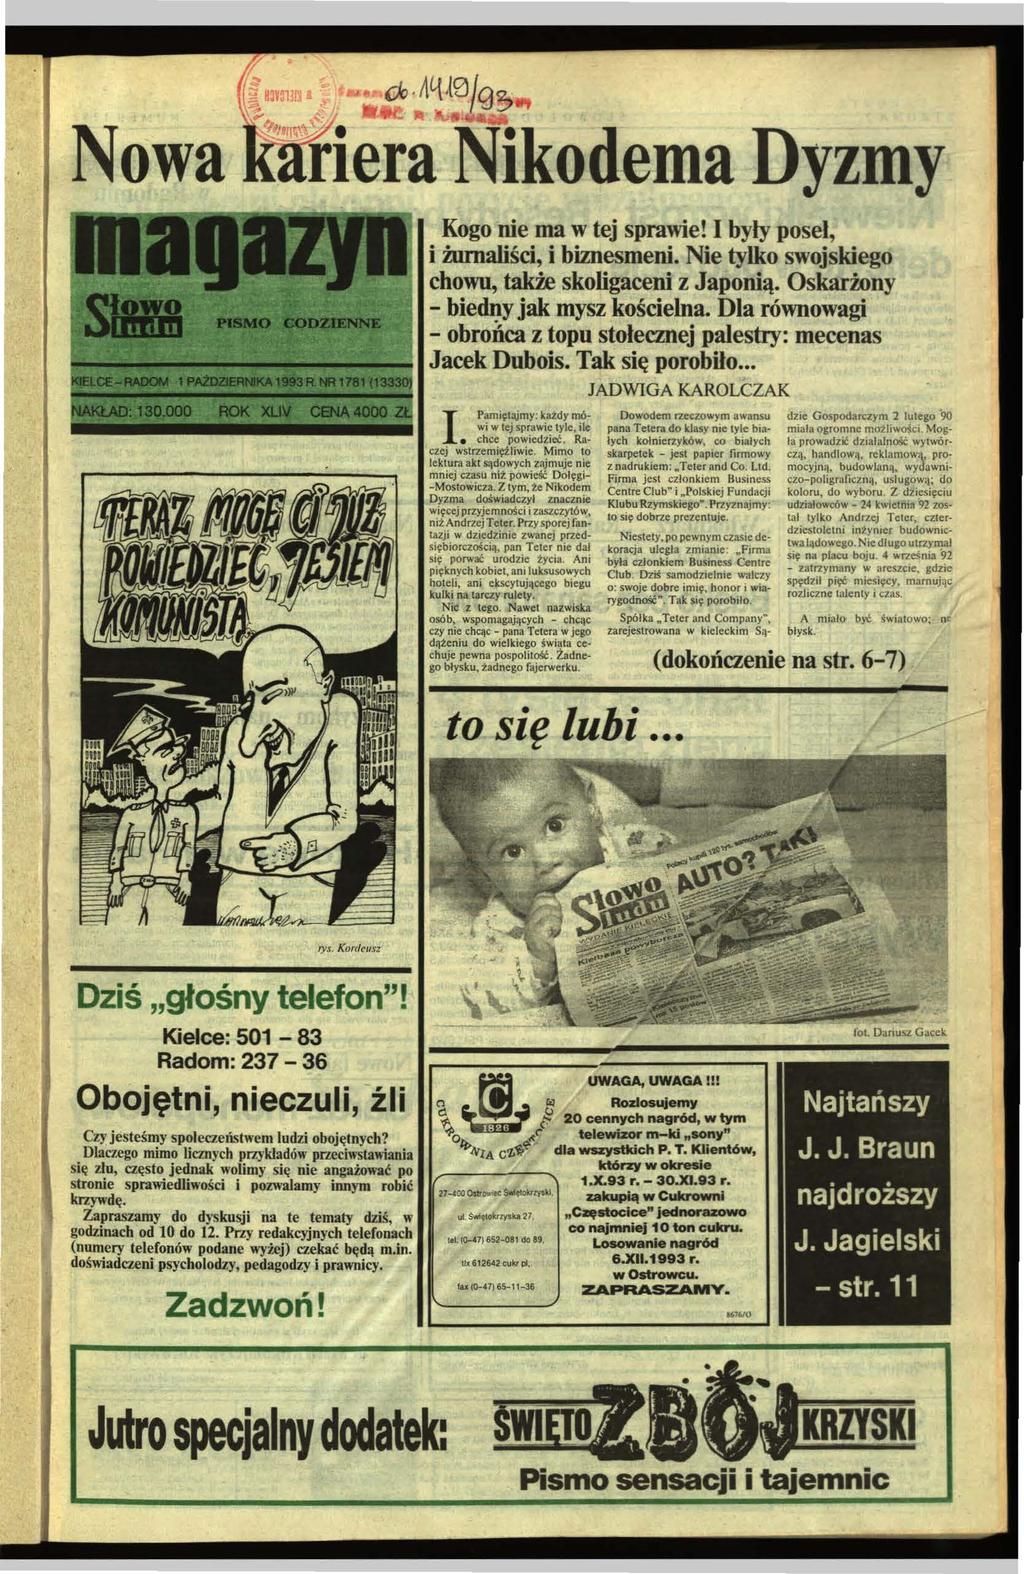 cb. 1419/93
Nowa kariera Nikodema Dyzmy
magazyn
Słowo
Ludu
PISMO CODZIENNE
KIELCE – RADOM 1 PAŹDZIERNIKA 1993 R. NR 1781 (13330)
NAKŁAD: 130.000 ROK XLIV CENA 4000 ZŁ
Kogo nie ma w tej sprawie! I były poseł,
i żurnaliści, i biznesmeni. Nie tylko swojskiego
chowu, także skoligaceni z Japonią. Oskarżony
– biedny jak mysz kościelna. Dla równowagi
– obrońca z topu stołecznej palestry: mecenas
Jacek Dubois. Tak się porobiło...
JADWIGA KAROLCZAK
I. Pamiętajmy: każdy mó-
wi w tej sprawie tyle, ile
chce powiedzieć. Ra-
czej wstrzemięźliwie. Mimo to
lektura akt sądowych zajmuje nie
mniej czasu niż powieść Dołęgi-
-Mostowicza. Z tym, że Nikodem
Dyzma doświadczył znacznie
więcej przyjemności i zaszczytów,
niż Andrzej Teter. Przy sporej fan-
tazji w dziedzinie zwanej przed-
siębiorczością, pan Teter nie dał
się porwać urodzie życia. Ani
pięknych kobiet, ani luksusowych
hoteli, ani ekscytującego biegu
kulki na tarczy rulety.
Nic z tego. Nawet nazwiska
osób, wspomagających – chcąc
czy nie chcąc – pana Tetera w jego
dążeniu do wielkiego świata ce-
chuje pewna pospolitość. Żadne-
go błysku, żadnego fajerwerku.
Dowodem rzeczowym awansu
pana Tetera do klasy nie tyle bia-
łych kołnierzyków, co białych
skarpetek – jest papier firmowy
z nadrukiem: „Teter and Co. Ltd.
Firma jest członkiem Business
Centre Club" i „Polskiej Fundacji
Klubu Rzymskiego". Przyznajmy:
to się dobrze prezentuje.
Niestety, po pewnym czasie de-
koracja uległa zmianie: „Firma
była członkiem Business Centre
Club. Dziś samodzielnie walczy
o: swoje dobre imię, honor i wia-
rygodność". Tak się porobiło.
Spółka „Teter and Company",
zarejestrowana w kieleckim Są-
dzie Gospodarczym 2 lutego 90
miała ogromne możliwości. Mog-
ła prowadzić działalność wytwór-
czą, handlową, reklamową, pro-
mocyjną, budowlaną, wydawni-
czo-poligraficzną, usługową; do
koloru, do wyboru. Z dziesięciu
udziałowców – 24 kwietnia 92 zos-
tał tylko Andrzej Teter, czter-
dziestoletni inżynier budownic-
twa lądowego. Nie długo utrzymał
się na placu boju. 4 września 92
– zatrzymany w areszcie, gdzie
spędził pięć miesięcy, marnując
rozliczne talenty i czas.
A miało być światowo;
błysk.
(dokończenie na str. 6–7)
TERAZ MOGĘ CI JUŻ
POWIEDZIEĆ, JESTEM
KOMUNISTĄ
rys. Kordeusz
to się lubi ...
Polacy kupili 120 tys. samochodów
AUTO? TAK!
Słowo
Ludu
WYDANIE KIELECKIE
Kiełbasa powyborcza
fot. Dariusz Gacek
Dziś „głośny telefon"!
Kielce: 501 – 83
Radom: 237 – 36
Obojętni, nieczuli, źli
Czy jesteśmy społeczeństwem ludzi obojętnych?
Dlaczego mimo licznych przykładów przeciwstawiania
się złu, często jednak wolimy się nie angażować po
stronie sprawiedliwości i pozwalamy innym robić
krzywdę.
Zapraszamy do dyskusji na te tematy dziś, w
godzinach od 10 do 12. Przy redakcyjnych telefonach
(numery telefonów podane wyżej) czekać będą m.in.
doświadczeni psycholodzy, pedagodzy i prawnicy.
Zadzwoń!
C
1826
CUKROWNIA CZĘSTOCICE
27–400 Ostrowiec Świętokrzyski,
ul. Świętokrzyska 27,
tel. (0–47) 652–081 do 89,
tlx 612642 cukr pl,
fax (0–47) 65–11–36
UWAGA, UWAGA !!!
Rozlosujemy
20 cennych nagród, w tym
telewizor m–ki „sony"
dla wszystkich P. T. Klientów,
którzy w okresie
1.X.93 r. – 30.XI.93 r.
zakupią w Cukrowni
„Częstocice" jednorazowo
co najmniej 10 ton cukru.
Losowanie nagród
6.XII.1993 r.
w Ostrowcu.
ZAPRASZAMY.
8676/O
Najtańszy
J. J. Braun
najdroższy
J. Jagielski
– str. 11
Jutro specjalny dodatek:
ŚWIĘTO ZBÓJ KRZYSKI
Pismo sensacji i tajemnic